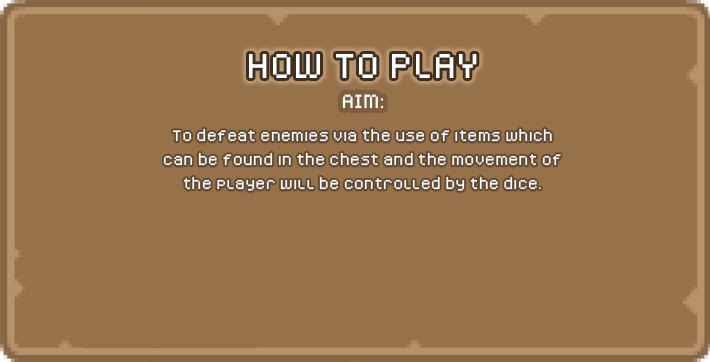 HOW TO PLAY
AIM:
To defeat enemies via the use of items which
can be found in the chest and the movement of
the player will be controlled by the dice.